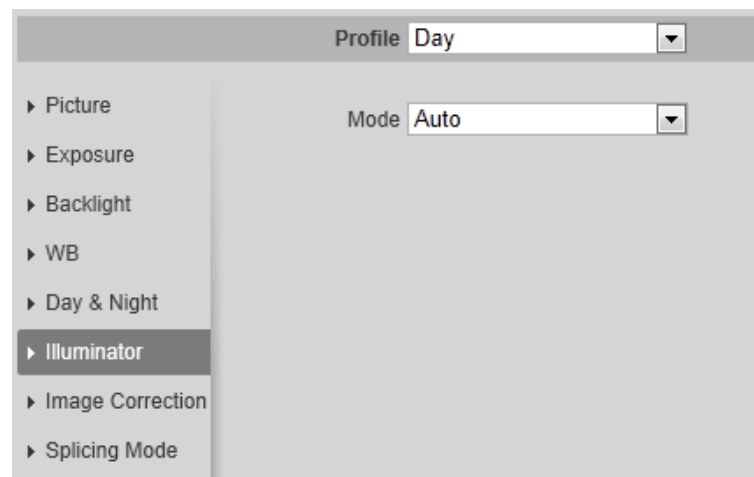 Profile Day
Mode Auto
Picture
Exposure
Backlight
WB
Day & Night
Illuminator
Image Correction
Splicing Mode